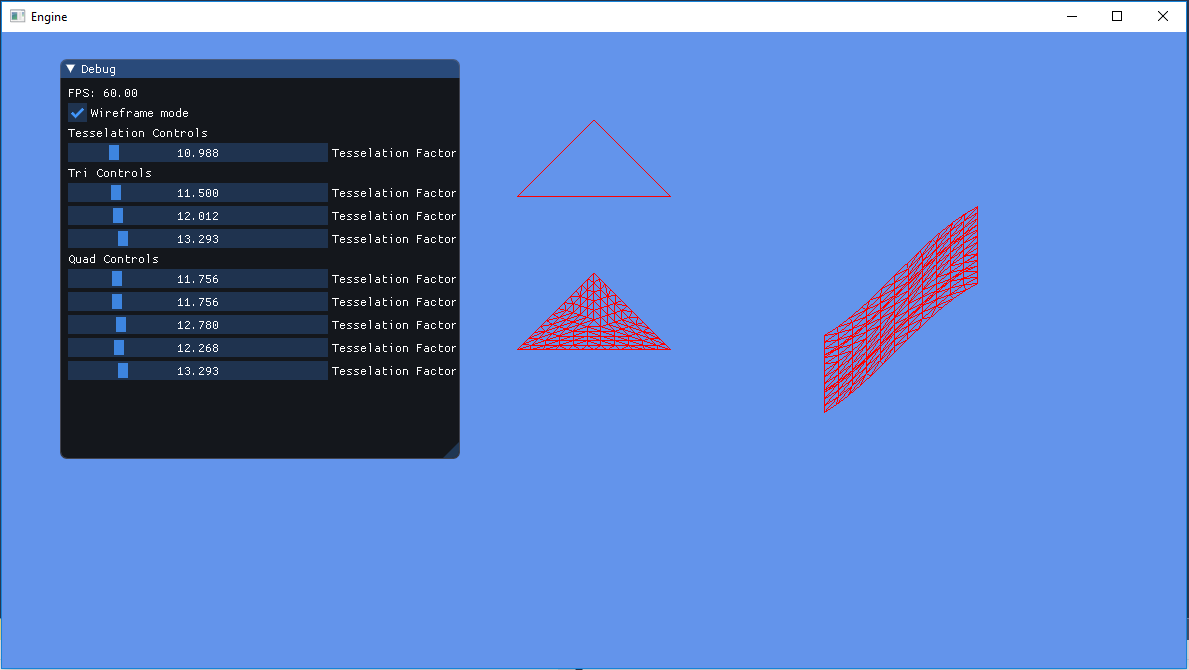 Engine
Debug
FPS: 60.00
Wireframe mode
Tesselation Controls
10.988 Tesselation Factor
Tri Controls
11.500 Tesselation Factor
12.012 Tesselation Factor
13.293 Tesselation Factor
Quad Controls
11.756 Tesselation Factor
11.756 Tesselation Factor
12.780 Tesselation Factor
12.268 Tesselation Factor
13.293 Tesselation Factor